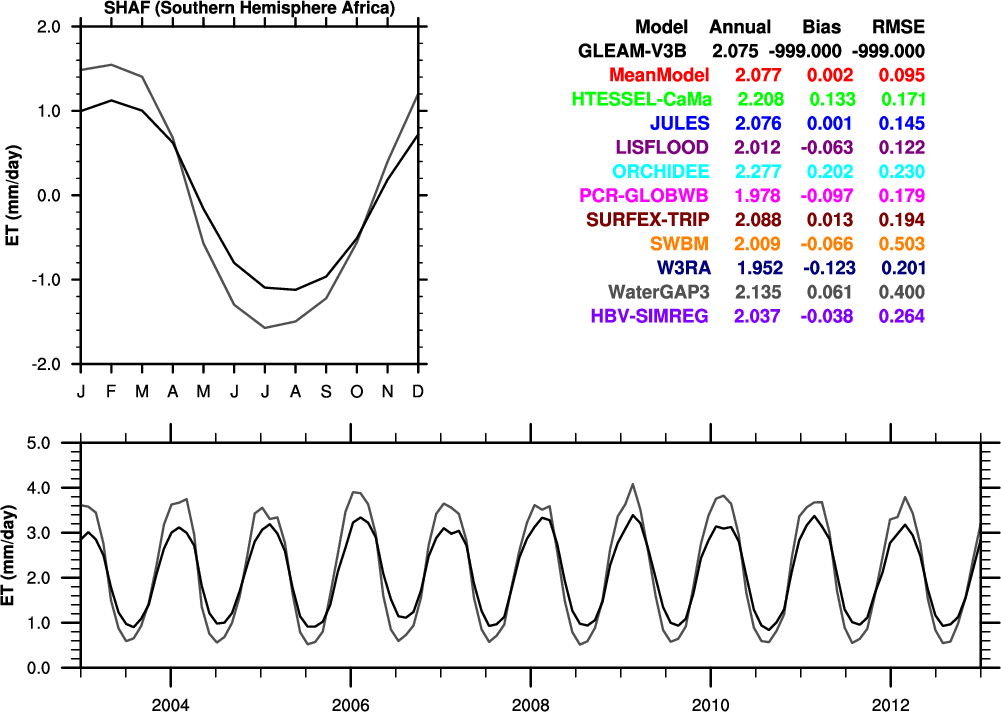 SHAF (Southern Hemisphere Africa)
2.0
1.0
0.0
-1.0
-2.0
ET (mm/day)
J F M A M J J A S O N D
Model Annual Bias RMSE
GLEAM-V3B 2.075 -999.000 -999.000
MeanModel 2.077 0.002 0.095
HTESSEL-CaMa 2.208 0.133 0.171
JULES 2.076 0.001 0.145
LISFLOOD 2.012 -0.063 0.122
ORCHIDEE 2.277 0.202 0.230
PCR-GLOBWB 1.978 -0.097 0.179
SURFEX-TRIP 2.088 0.013 0.194
SWBM 2.009 -0.066 0.503
W3RA 1.952 -0.123 0.201
WaterGAP3 2.135 0.061 0.400
HBV-SIMREG 2.037 -0.038 0.264
5.0
4.0
3.0
2.0
1.0
0.0
ET (mm/day)
2004 2006 2008 2010 2012